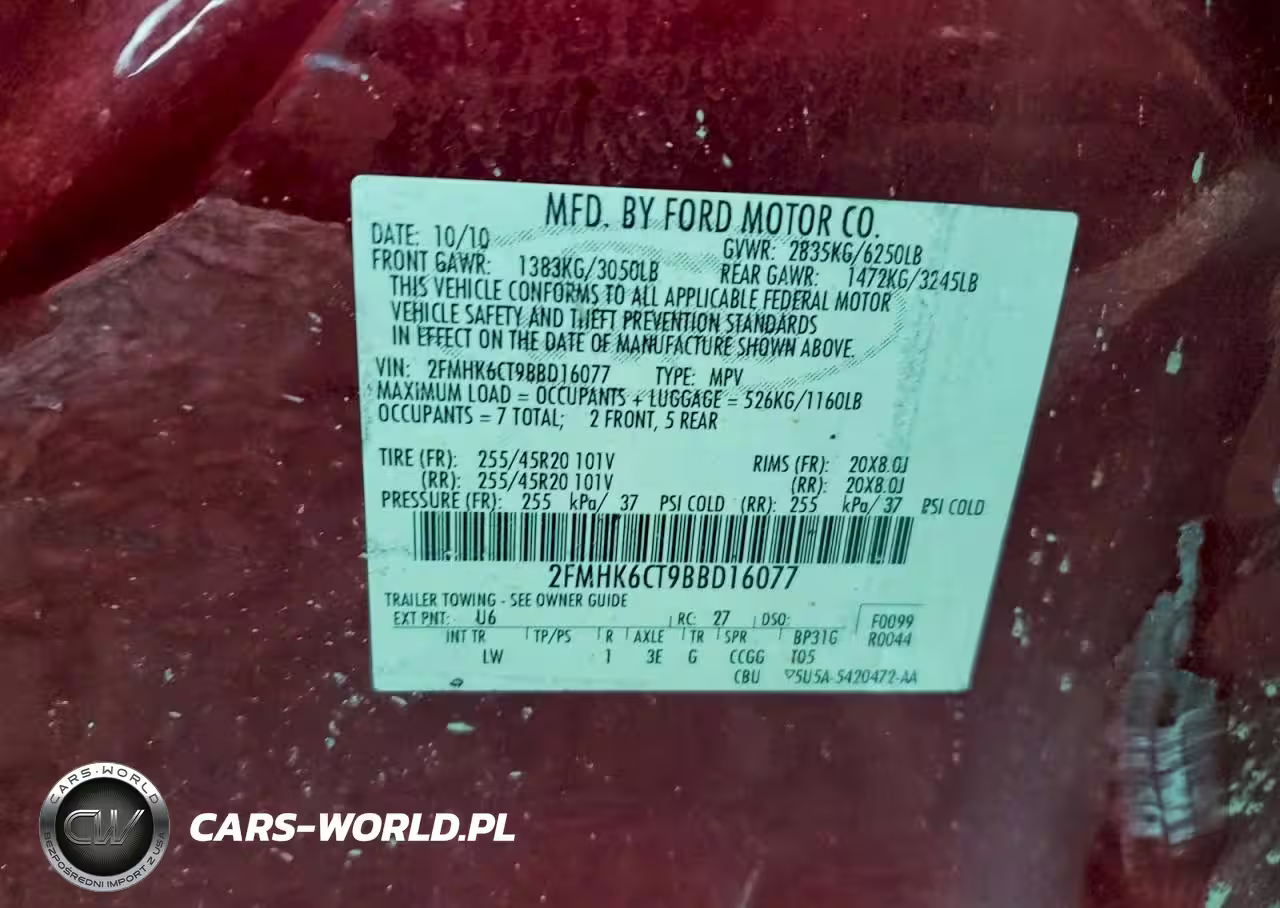 MFD. BY FORD MOTOR CO.
DATE: 10/10 GVWR: 2835KG/6250LB
FRONT GAWR: 1383KG/3050LB REAR GAWR: 1472KG/3245LB
THIS VEHICLE CONFORMS TO ALL APPLICABLE FEDERAL MOTOR
VEHICLE SAFETY AND THEFT PREVENTION STANDARDS
IN EFFECT ON THE DATE OF MANUFACTURE SHOWN ABOVE.
VIN: 2FMHK6CT9BBD16077 TYPE: MPV
MAXIMUM LOAD = OCCUPANTS + LUGGAGE = 526KG/1160LB
OCCUPANTS = 7 TOTAL; 2 FRONT, 5 REAR
TIRE (FR): 255/45R20 101V RIMS (FR): 20X8.0J
(RR): 255/45R20 101V (RR): 20X8.0J
PRESSURE (FR): 255 kPa/ 37 PSI COLD (RR): 255 kPa/ 37 PSI COLD
2FMHK6CT9BBD16077
TRAILER TOWING - SEE OWNER GUIDE
EXT PNT: U6 RC: 27 DSO: F0099
INT TR TP/PS R AXLE TR SPR BP31G R0044
LW 1 3E G CCGG T05
CBU 5U5A-5420472-AA
CARS-WORLD
CW
BEZPOŚREDNI IMPORT Z USA
CARS-WORLD.PL